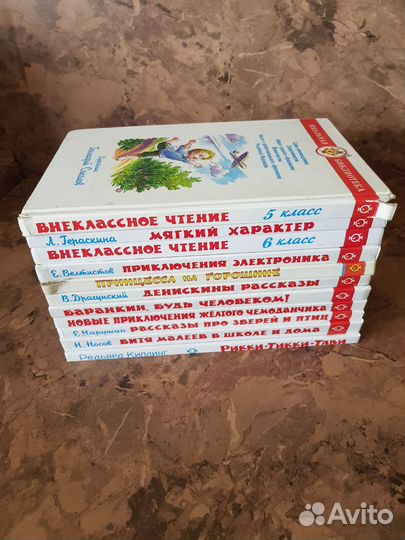 ШКОЛЬНАЯ
БИБЛИОТЕКА
ВНЕКЛАССНОЕ ЧТЕНИЕ 5 класс
Л. Гераскина МЯГКИЙ ХАРАКТЕР
ВНЕКЛАССНОЕ ЧТЕНИЕ 6 класс
Е. Велтистов ПРИКЛЮЧЕНИЯ ЭЛЕКТРОНИКА
ПРИНЦЕССА НА ГОРОШИНЕ
В. Драгунский ДЕНИСКИНЫ РАССКАЗЫ
БАРАНКИН, БУДЬ ЧЕЛОВЕКОМ!
НОВЫЕ ПРИКЛЮЧЕНИЯ ЖЁЛТОГО ЧЕМОДАНЧИКА
Е. Чарушин РАССКАЗЫ ПРО ЗВЕРЕЙ И ПТИЦ
Н. Носов ВИТЯ МАЛЕЕВ В ШКОЛЕ И ДОМА
Редьярд Киплинг РИККИ-ТИККИ-ТАВИ
Avito